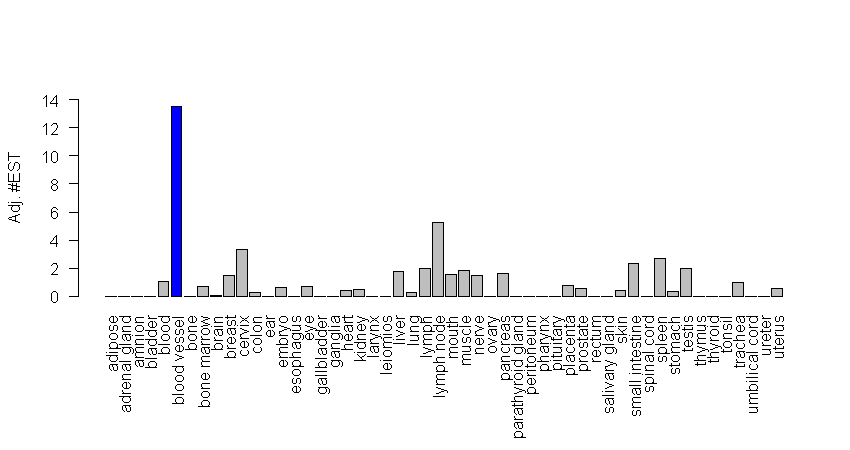 Adj. #EST
14
12
10
8
6
4
2
0
adipose
adrenal gland
amnion
bladder
blood
blood vessel
bone
bone marrow
brain
breast
cervix
colon
ear
embryo
esophagus
eye
gallbladder
ganglia
heart
kidney
larynx
leiomios
liver
lung
lymph
lymph node
mouth
muscle
nerve
ovary
pancreas
parathyroid gland
peritoneum
pharynx
pituitary
placenta
prostate
rectum
salivary gland
skin
small intestine
spinal cord
spleen
stomach
testis
thymus
thyroid
tonsil
trachea
umbilical cord
ureter
uterus